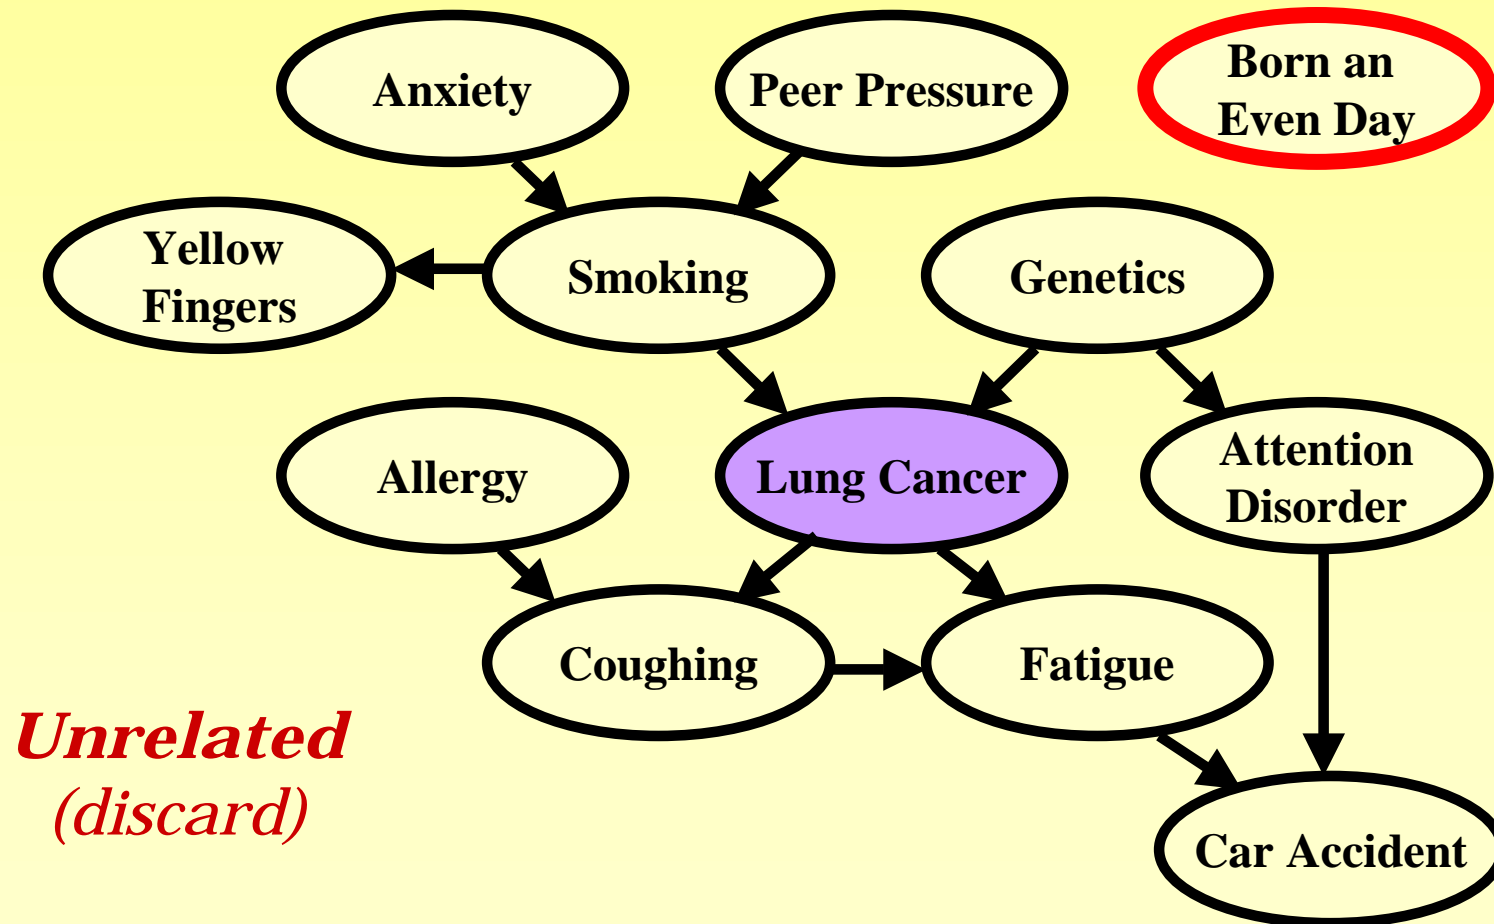 Anxiety
Peer Pressure
Born an
Even Day
Yellow
Fingers
Smoking
Genetics
Allergy
Lung Cancer
Attention
Disorder
Coughing
Fatigue
Unrelated
(discard)
Car Accident